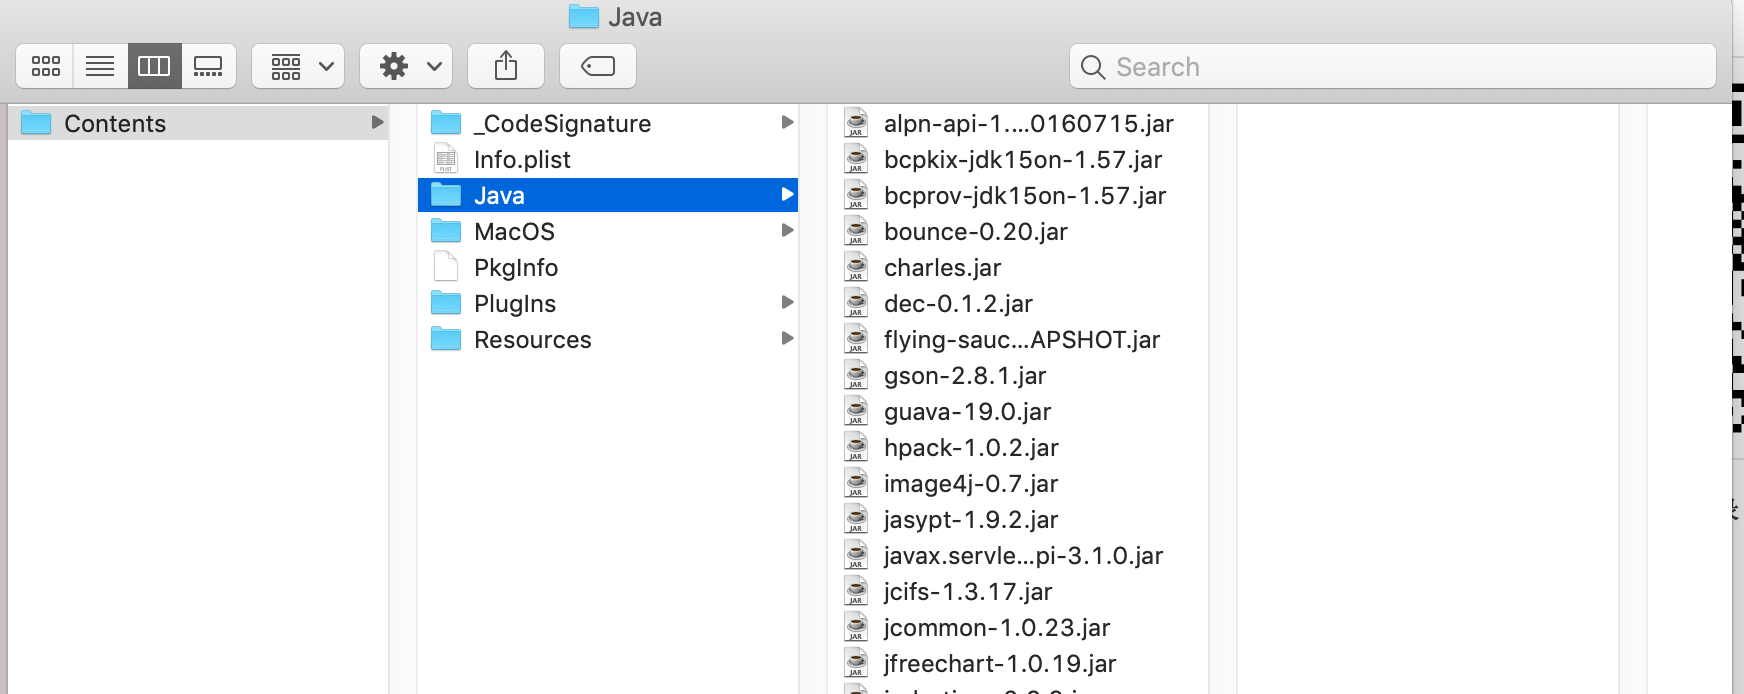 Java
Search
Contents
_CodeSignature
Info.plist
Java
MacOS
PkgInfo
PlugIns
Resources
alpn-api-1....0160715.jar
bcpkix-jdk15on-1.57.jar
bcprov-jdk15on-1.57.jar
bounce-0.20.jar
charles.jar
dec-0.1.2.jar
flying-sauc...APSHOT.jar
gson-2.8.1.jar
guava-19.0.jar
hpack-1.0.2.jar
image4j-0.7.jar
jasypt-1.9.2.jar
javax.servle...pi-3.1.0.jar
jcifs-1.3.17.jar
jcommon-1.0.23.jar
jfreechart-1.0.19.jar